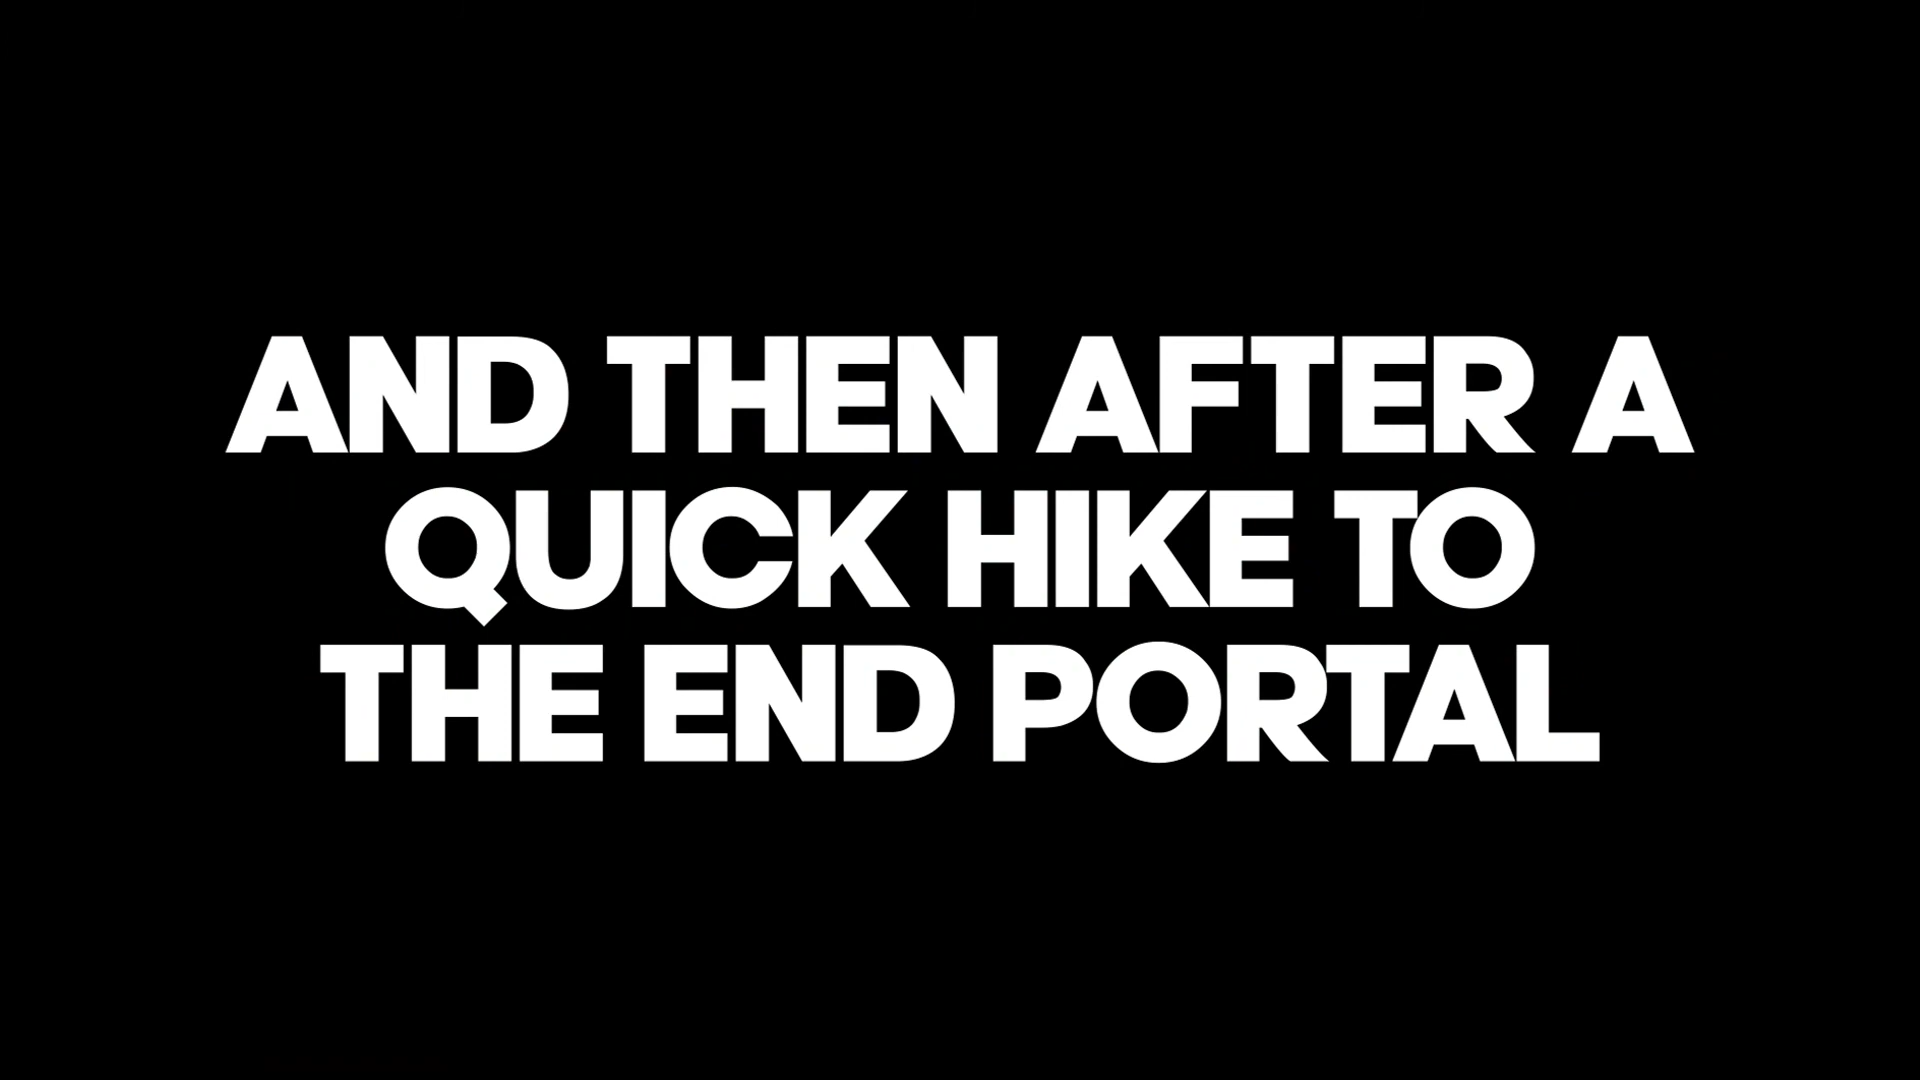 AND THEN AFTER A
QUICK HIKE TO
THE END PORTAL